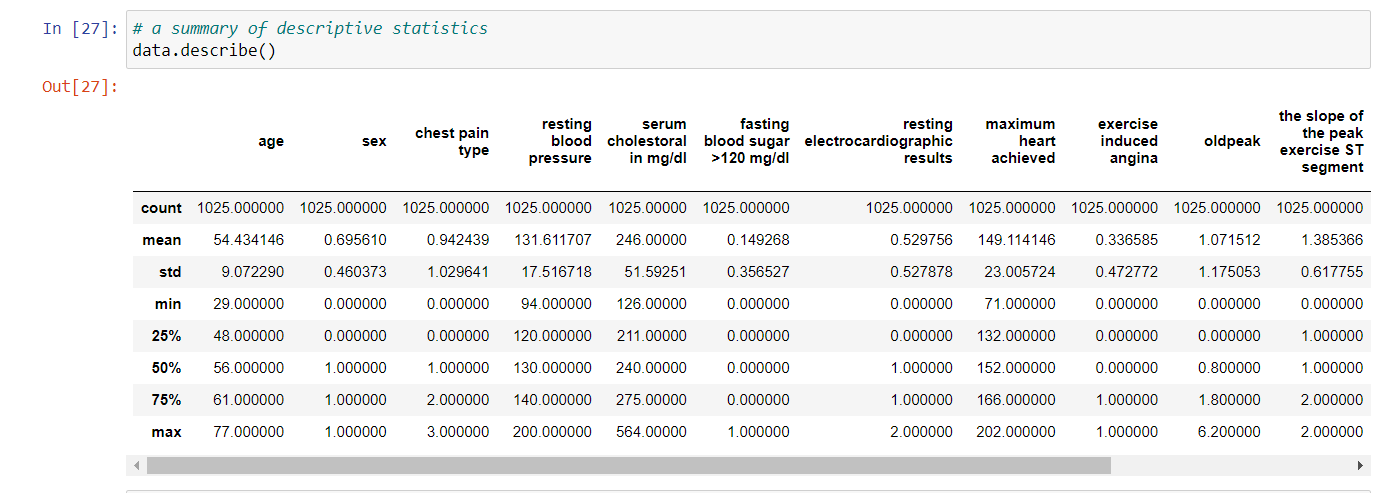 In [27]: # a summary of descriptive statistics
data.describe()
Out[27]:
age sex chest pain type resting blood pressure serum cholestoral in mg/dl fasting blood sugar >120 mg/dl resting electrocardiographic results maximum heart achieved exercise induced angina oldpeak the slope of the peak exercise ST segment
count 1025.000000 1025.000000 1025.000000 1025.000000 1025.00000 1025.000000 1025.000000 1025.000000 1025.000000 1025.000000 1025.000000
mean 54.434146 0.695610 0.942439 131.611707 246.00000 0.149268 0.529756 149.114146 0.336585 1.071512 1.385366
std 9.072290 0.460373 1.029641 17.516718 51.59251 0.356527 0.527878 23.005724 0.472772 1.175053 0.617755
min 29.000000 0.000000 0.000000 94.000000 126.00000 0.000000 0.000000 71.000000 0.000000 0.000000 0.000000
25% 48.000000 0.000000 0.000000 120.000000 211.00000 0.000000 0.000000 132.000000 0.000000 0.000000 1.000000
50% 56.000000 1.000000 1.000000 130.000000 240.00000 0.000000 1.000000 152.000000 0.000000 0.800000 1.000000
75% 61.000000 1.000000 2.000000 140.000000 275.00000 0.000000 1.000000 166.000000 1.000000 1.800000 2.000000
max 77.000000 1.000000 3.000000 200.000000 564.00000 1.000000 2.000000 202.000000 1.000000 6.200000 2.000000